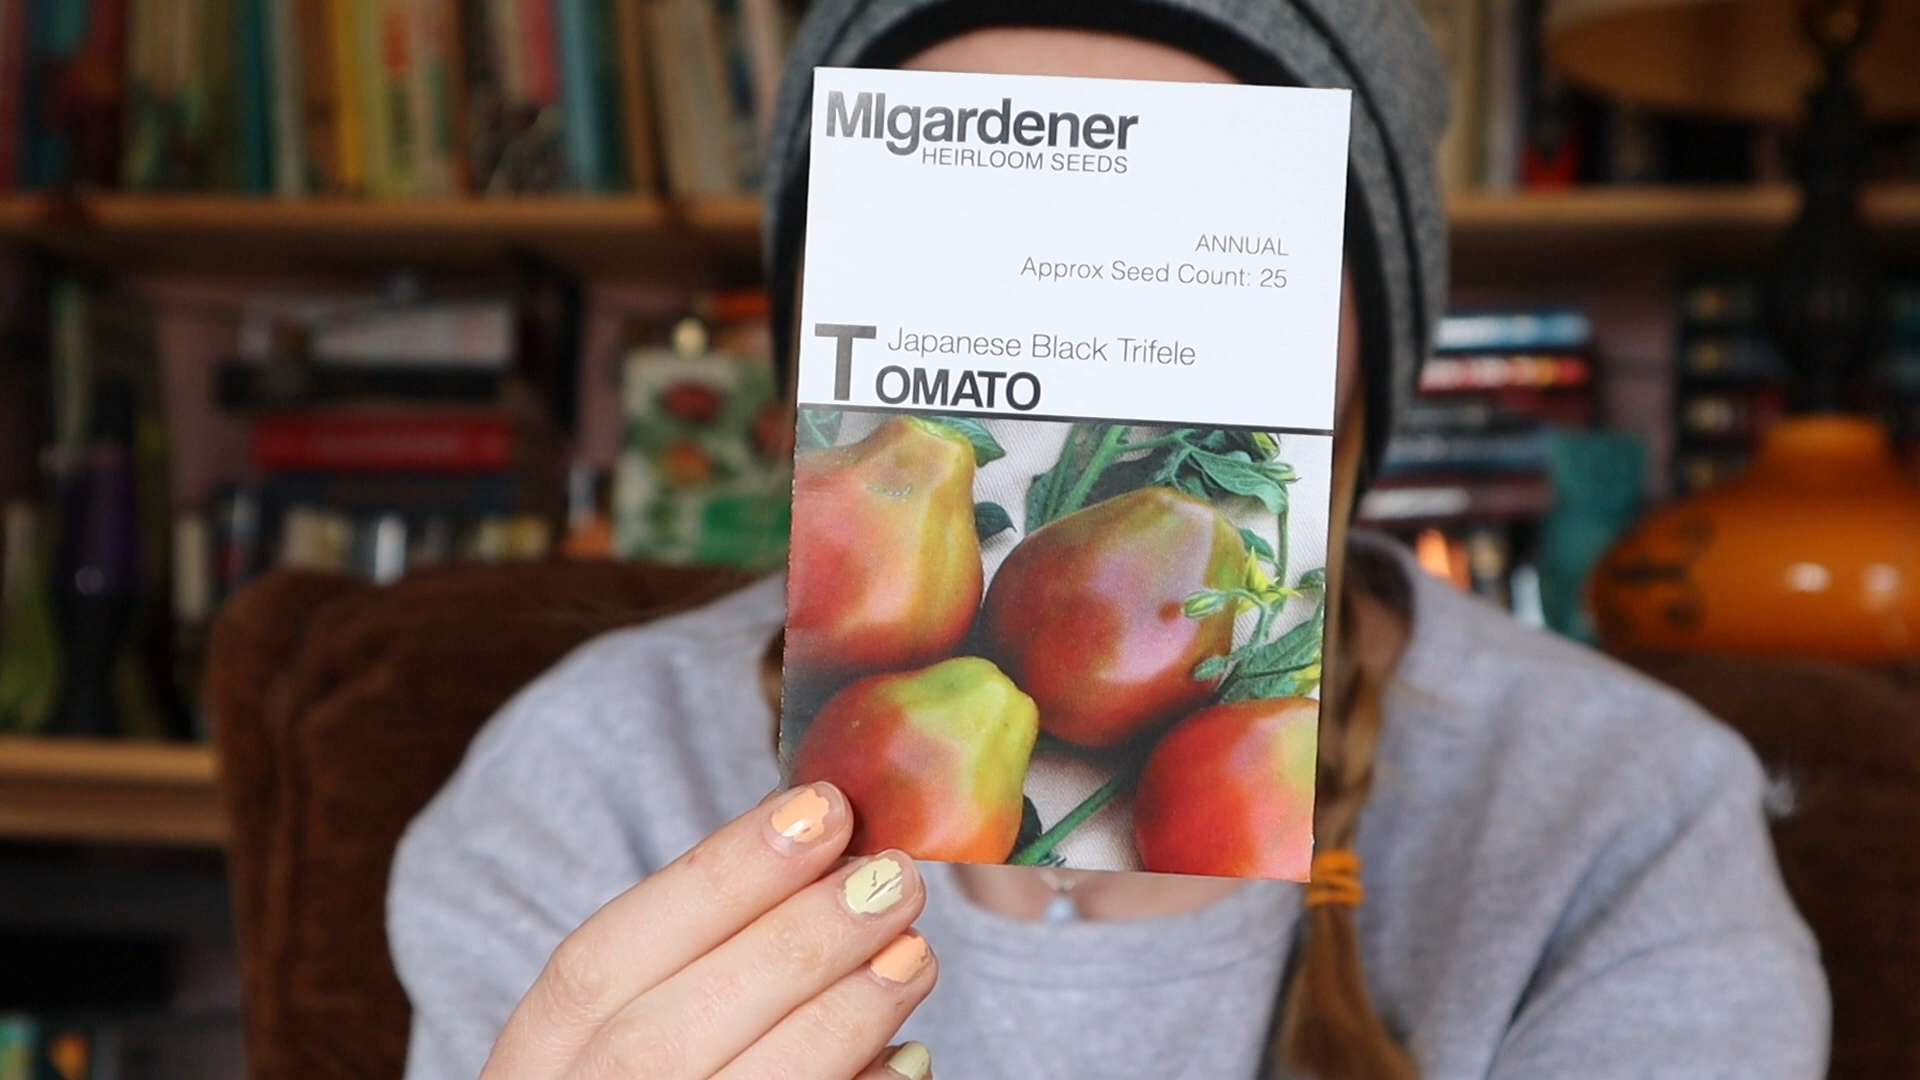 MIgardener
HEIRLOOM SEEDS
ANNUAL
Approx Seed Count: 25
Japanese Black Trifele
TOMATO